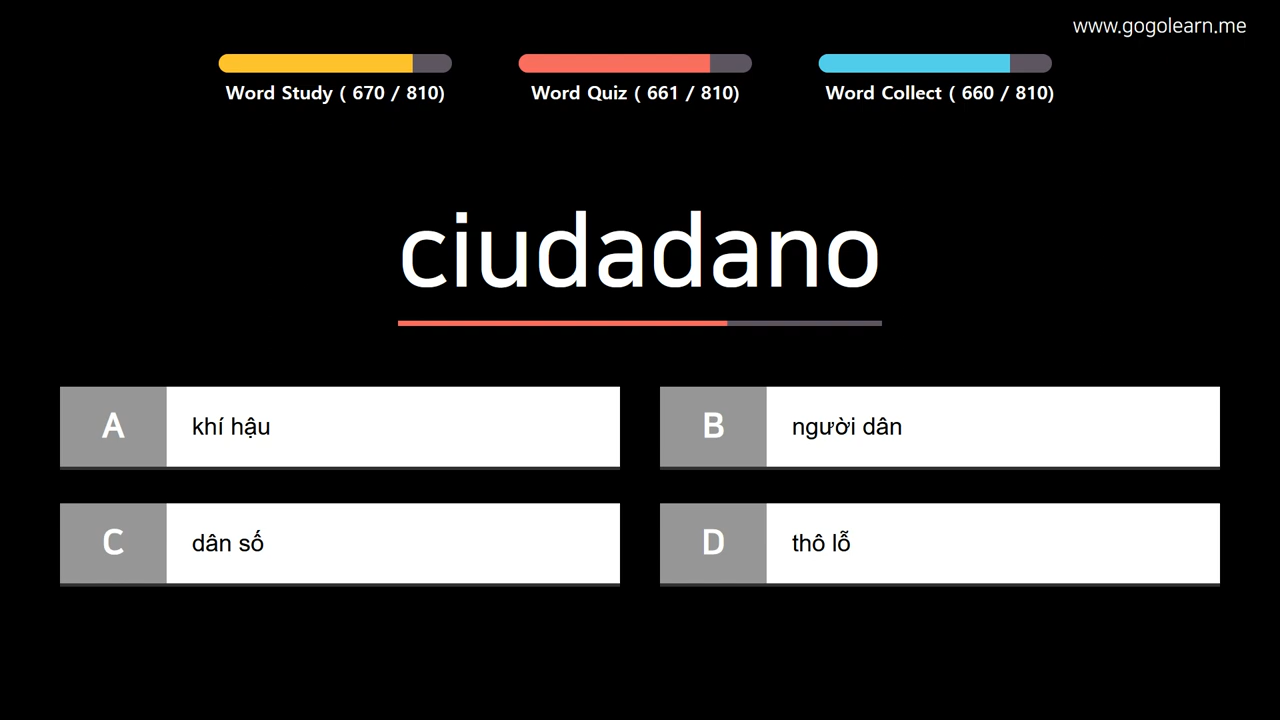 www.gogolearn.me
Word Study ( 670 / 810)
Word Quiz ( 661 / 810)
Word Collect ( 660 / 810)
ciudadano
A
khí hậu
B
người dân
C
dân số
D
thô lỗ